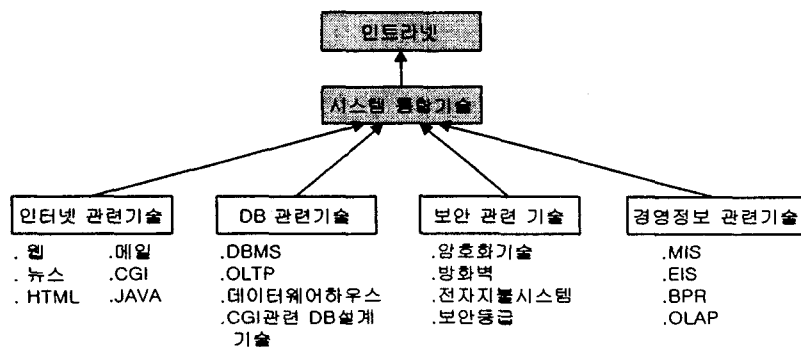 인트라넷
시스템 통합기술
인터넷 관련기술
. 웹 .메일
. 뉴스 .CGI
. HTML .JAVA
DB 관련기술
.DBMS
.OLTP
.데이터웨어하우스
.CGI관련 DB설계
기술
보안 관련 기술
.암호화기술
.방화벽
.전자지불시스템
.보안등급
경영정보 관련기술
.MIS
.EIS
.BPR
.OLAP